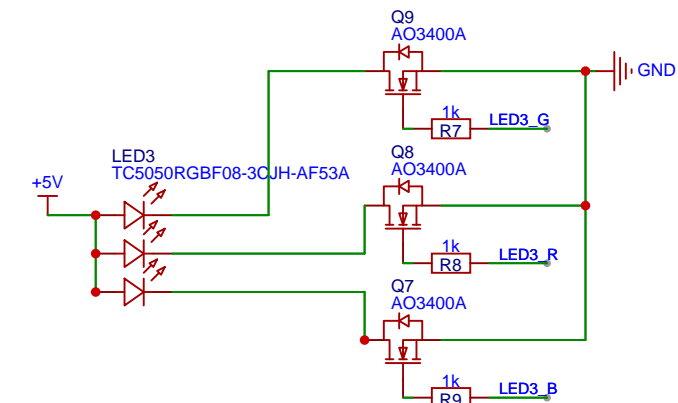 Q9
AO3400A
GND
1k
R7
LED3_G
LED3
TC5050RGBF08-3CJH-AF53A
+5V
Q8
AO3400A
1k
R8
LED3_R
Q7
AO3400A
1k
R9
LED3_B